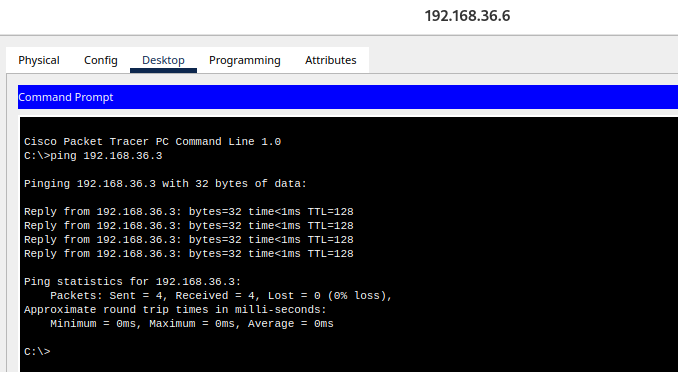 192.168.36.6
Physical Config Desktop Programming Attributes
Command Prompt
Cisco Packet Tracer PC Command Line 1.0
C:\>ping 192.168.36.3
Pinging 192.168.36.3 with 32 bytes of data:
Reply from 192.168.36.3: bytes=32 time<1ms TTL=128
Reply from 192.168.36.3: bytes=32 time<1ms TTL=128
Reply from 192.168.36.3: bytes=32 time<1ms TTL=128
Reply from 192.168.36.3: bytes=32 time<1ms TTL=128
Ping statistics for 192.168.36.3:
Packets: Sent = 4, Received = 4, Lost = 0 (0% loss),
Approximate round trip times in milli-seconds:
Minimum = 0ms, Maximum = 0ms, Average = 0ms
C:\>